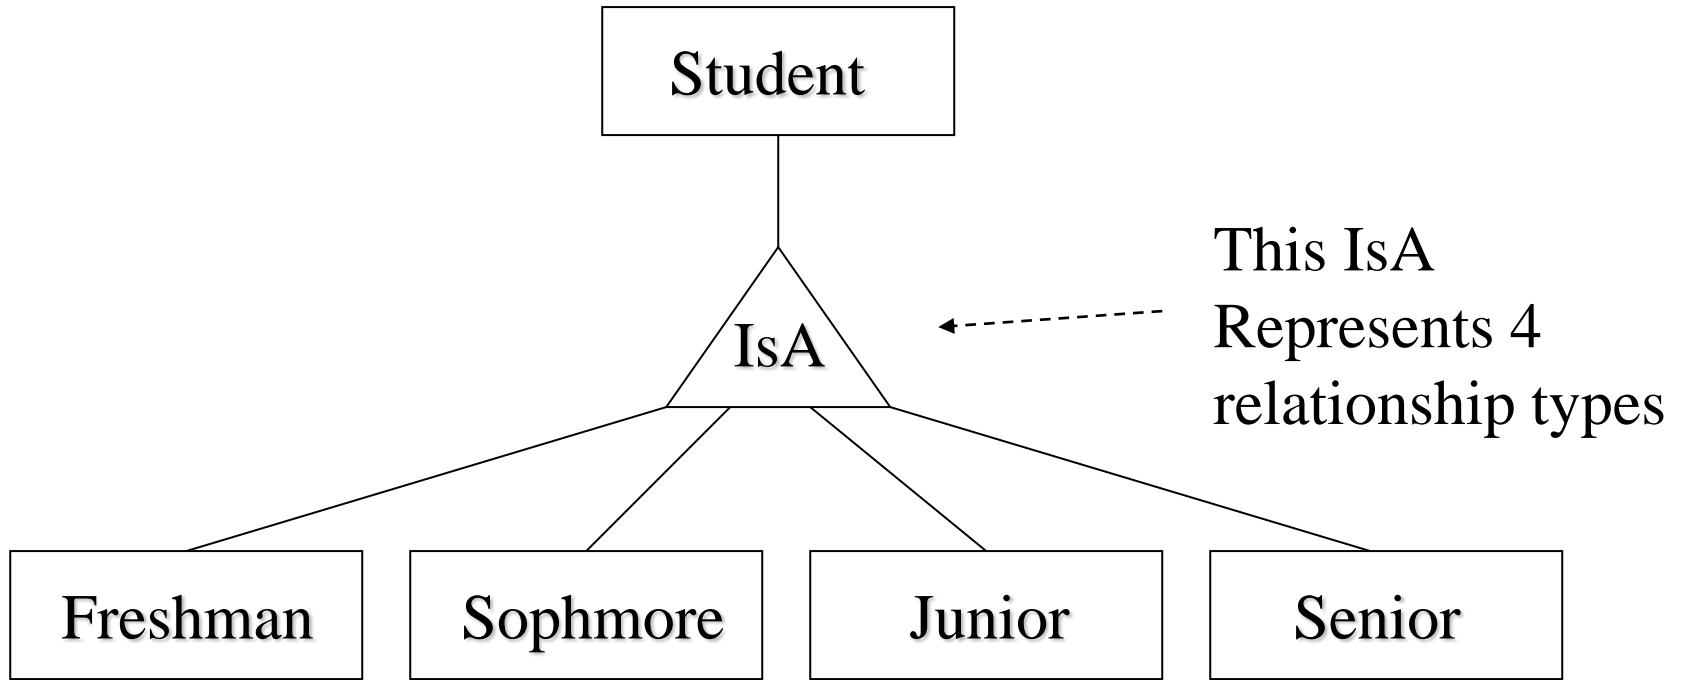 Student
This IsA
Represents 4
relationship types
IsA
Freshman
Sophmore
Junior
Senior